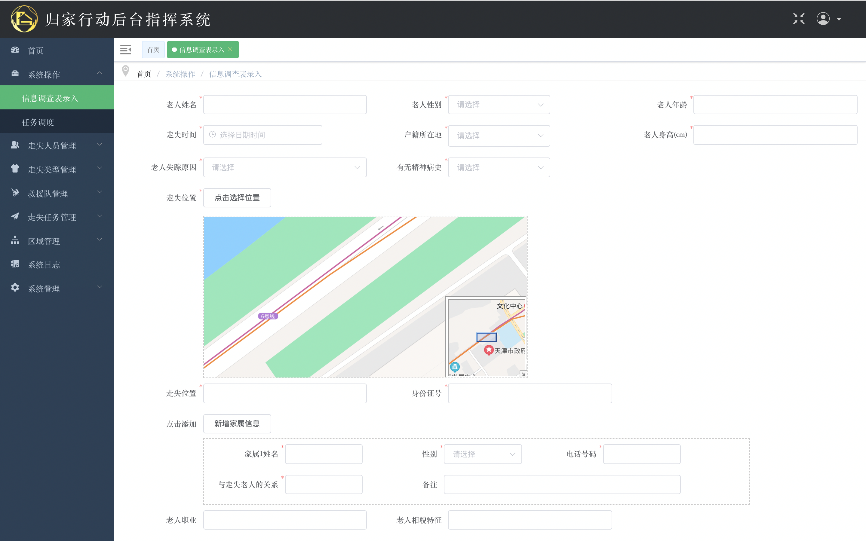 归家行动后台指挥系统
首页
信息调查表录入 ×
首页
系统操作
信息调查表录入
任务调度
走失人员管理
走失类型管理
救援队管理
走失任务管理
区域管理
系统日志
系统管理
首页 / 系统操作 / 信息调查表录入
老人姓名 *
老人性别 * 请选择
老人年龄 *
走失时间 * 选择日期时间
户籍所在地 * 请选择
老人身高(cm) *
老人失踪原因 * 请选择
有无精神病史 * 请选择
走失位置 * 点击选择位置
文化中心
天津市政府
走失位置 *
身份证号 *
点击添加 新增家属信息
家属1姓名 *
性别 * 请选择
电话号码 *
与走失老人的关系 *
备注
老人职业
老人相貌特征